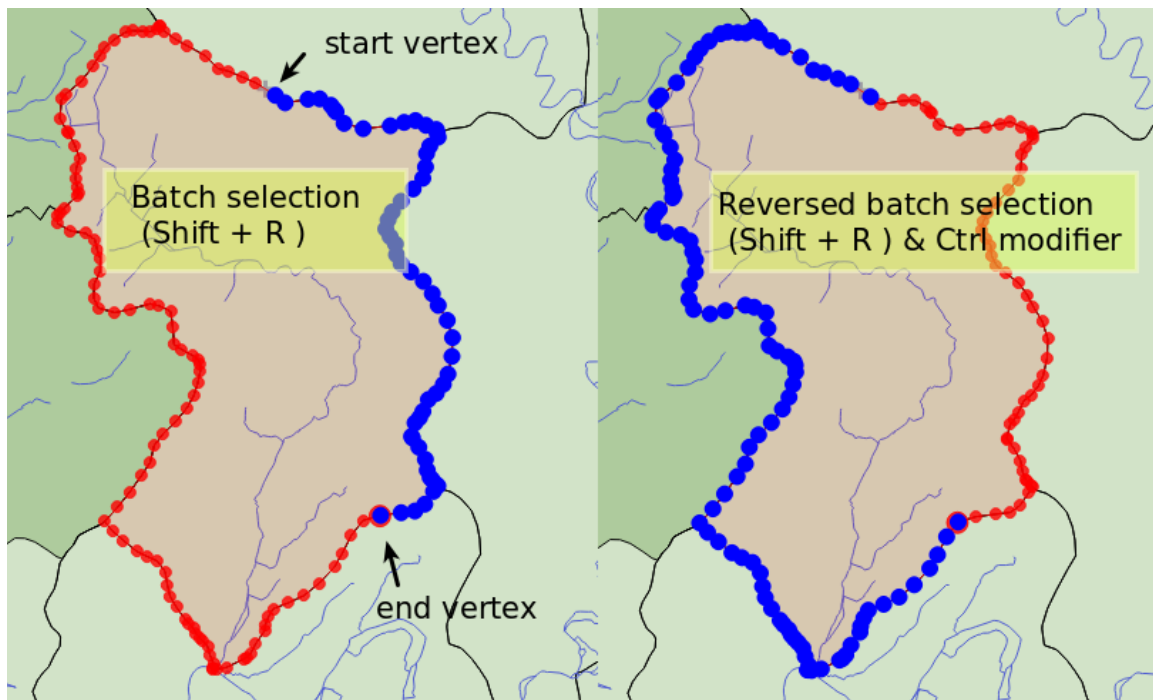 start vertex
Batch selection
(Shift + R )
end vertex
Reversed batch selection
(Shift + R ) & Ctrl modifier